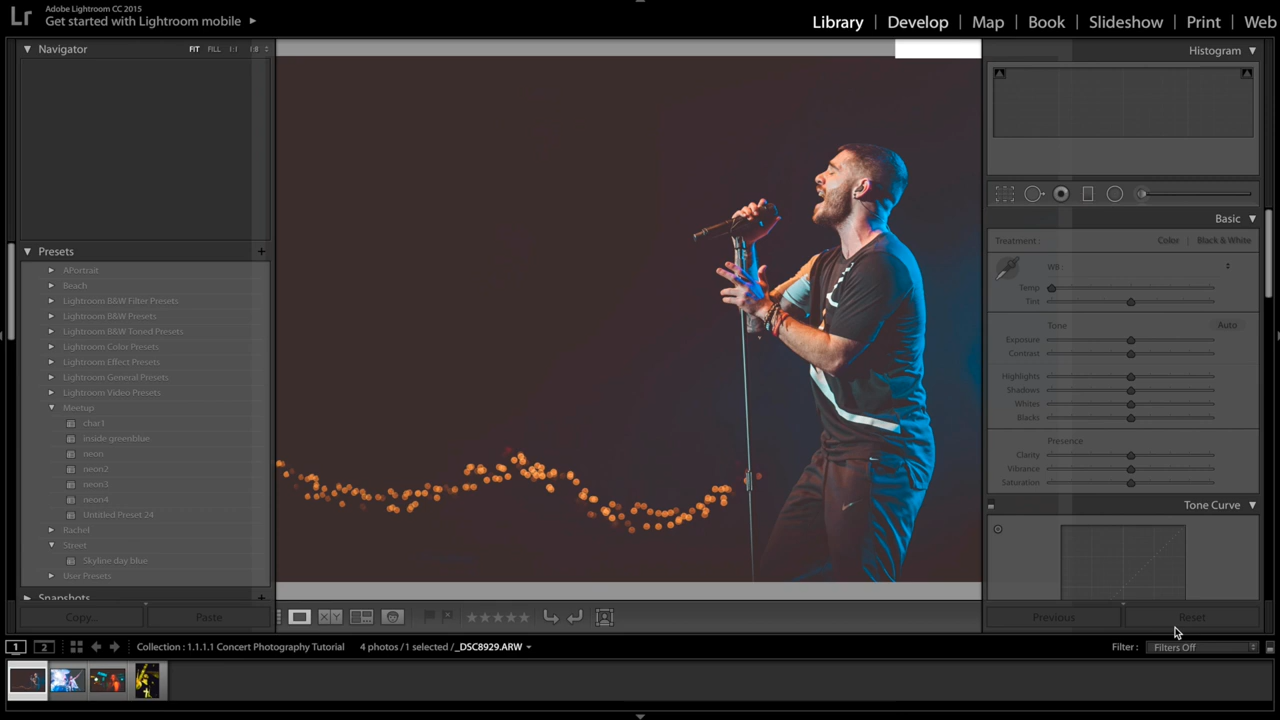 Lr
Adobe Lightroom CC 2015
Get started with Lightroom mobile
Library | Develop | Map | Book | Slideshow | Print | Web
Navigator FIT FILL 1:1 1:8
Histogram
Presets +
APortrait
Beach
Lightroom B&W Filter Presets
Lightroom B&W Presets
Lightroom B&W Toned Presets
Lightroom Color Presets
Lightroom Effect Presets
Lightroom General Presets
Lightroom Video Presets
Meetup
char1
inside greenblue
neon
neon2
neon3
neon4
Untitled Preset 24
Rachel
Street
Skyline day blue
User Presets
Snapshots +
Copy... Paste
Basic
Treatment : Color | Black & White
WB :
Temp
Tint
Tone Auto
Exposure
Contrast
Highlights
Shadows
Whites
Blacks
Presence
Clarity
Vibrance
Saturation
Tone Curve
Previous Reset
X Y
1 2 Collection : 1.1.1.1 Concert Photography Tutorial 4 photos / 1 selected / _DSC8929.ARW Filter : Filters Off